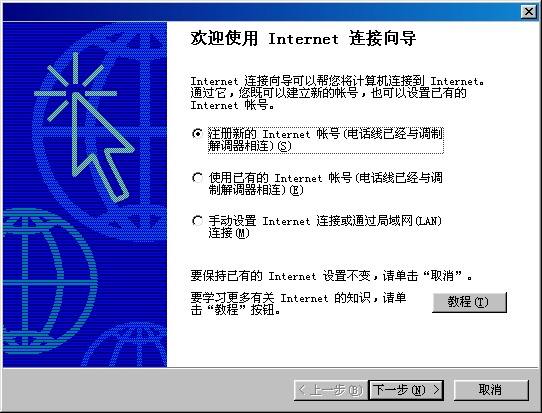 欢迎使用 Internet 连接向导
Internet 连接向导可以帮您将计算机连接到 Internet。
通过它，您既可以建立新的帐号，也可以设置已有的
Internet 帐号。
注册新的 Internet 帐号(电话线已经与调制
解调器相连)(S)
使用已有的 Internet 帐号(电话线已经与调
制解调器相连)(E)
手动设置 Internet 连接或通过局域网(LAN)
连接(M)
要保持已有的 Internet 设置不变，请单击“取消”。
要学习更多有关 Internet 的知识，请单
击“教程”按钮。
教程(T)
< 上一步(B)
下一步(N) >
取消